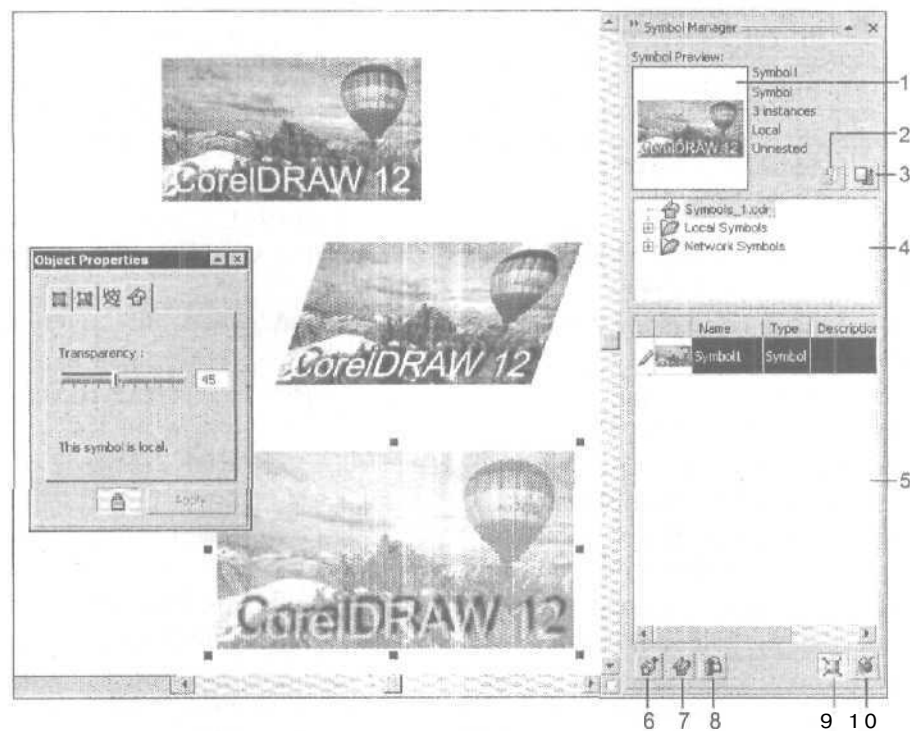 Symbol Manager
Symbol Preview:
Symbol1
Symbol
3 instances
Local
Unnested
1
2
3
Symbols_1.cdr
Local Symbols
Network Symbols
4
Name Type Description
Symbol1 Symbol
5
6 7 8 9 10
CorelDRAW 12
CorelDRAW 12
CorelDRAW 12
CorelDRAW 12
Object Properties
Transparency :
45
This symbol is local.
Apply